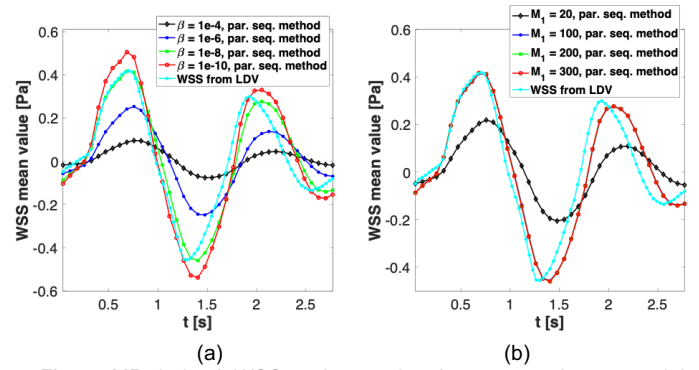 β = 1e-4, par. seq. method
β = 1e-6, par. seq. method
β = 1e-8, par. seq. method
β = 1e-10, par. seq. method
WSS from LDV
0.6
0.4
0.2
0
-0.2
-0.4
-0.6
WSS mean value [Pa]
0.5
1
1.5
2
2.5
t [s]
(a)
M1 = 20, par. seq. method
M1 = 100, par. seq. method
M1 = 200, par. seq. method
M1 = 300, par. seq. method
WSS from LDV
0.6
0.4
0.2
0
-0.2
-0.4
WSS mean value [Pa]
0.5
1
1.5
2
2.5
t [s]
(b)